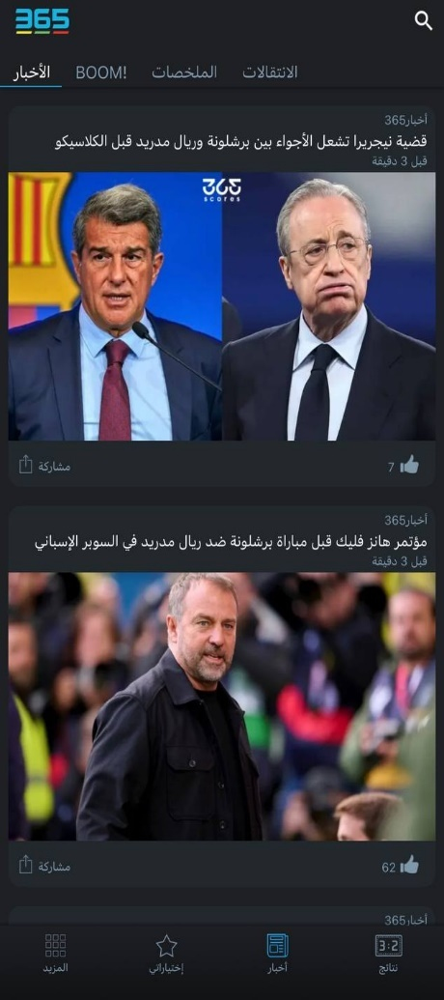 365
الأخبار
BOOM!
الملخصات
الانتقالات
أخبار365
قضية نيجريرا تشعل الأجواء بين برشلونة وريال مدريد قبل الكلاسيكو
قبل 3 دقيقة
365
scores
7
مشاركة
أخبار365
مؤتمر هانز فليك قبل مباراة برشلونة ضد ريال مدريد في السوبر الإسباني
قبل 3 دقيقة
62
مشاركة
أخبار365
3:2
نتائج
أخبار
إختياراتي
المزيد